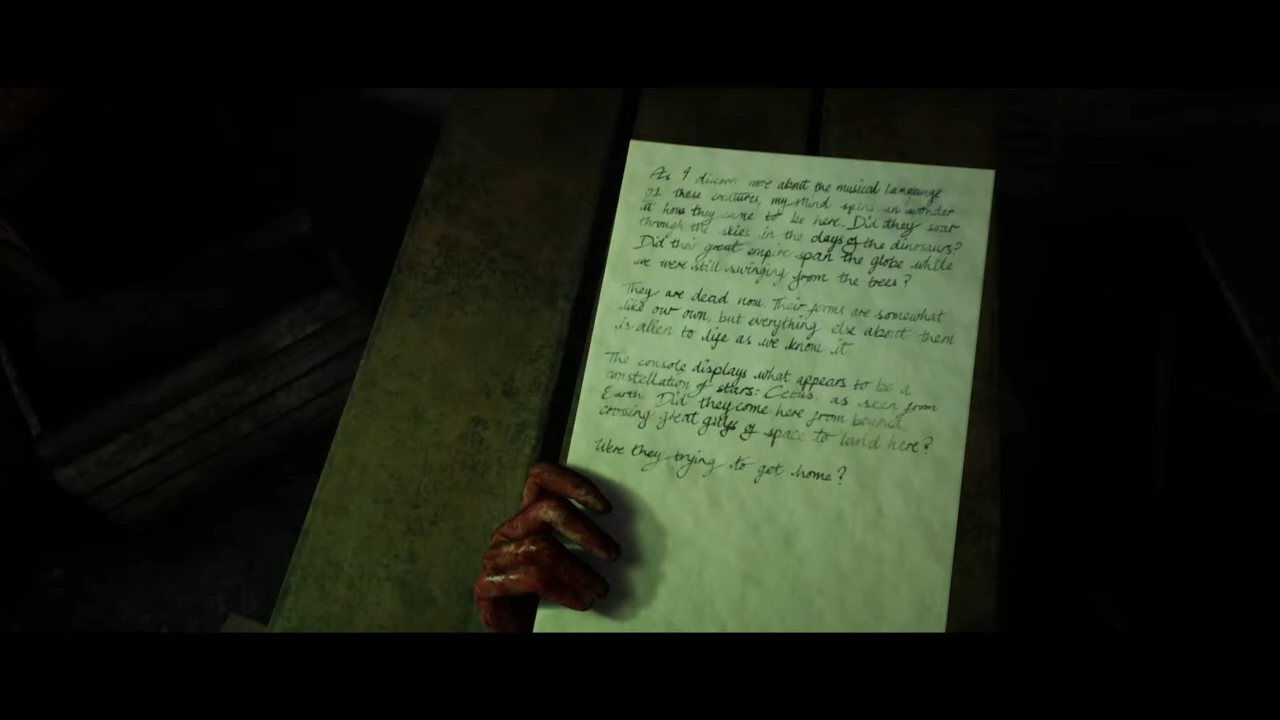 As I discern more about the musical language
of these creatures, my mind spins in wonder
at how they came to be here. Did they soar
through the skies in the days of the dinosaurs?
Did their great empire span the globe while
we were still swinging from the trees?
They are dead now. Their forms are somewhat
like our own, but everything else about them
is alien to life as we know it.
The console displays what appears to be a
constellation of stars: Cetus, as seen from
Earth. Did they come here from beyond,
crossing great gulfs of space to land here?
Were they trying to get home?